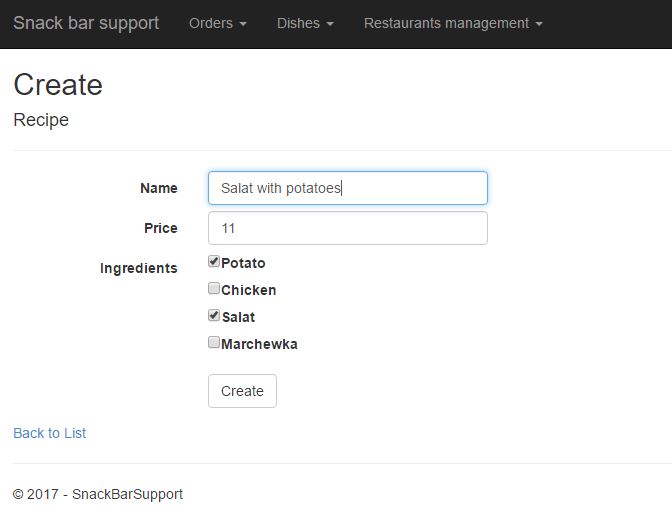 Snack bar support Orders Dishes Restaurants management
Create
Recipe
Name Salat with potatoes
Price 11
Ingredients Potato
Chicken
Salat
Marchewka
Create
Back to List
© 2017 - SnackBarSupport